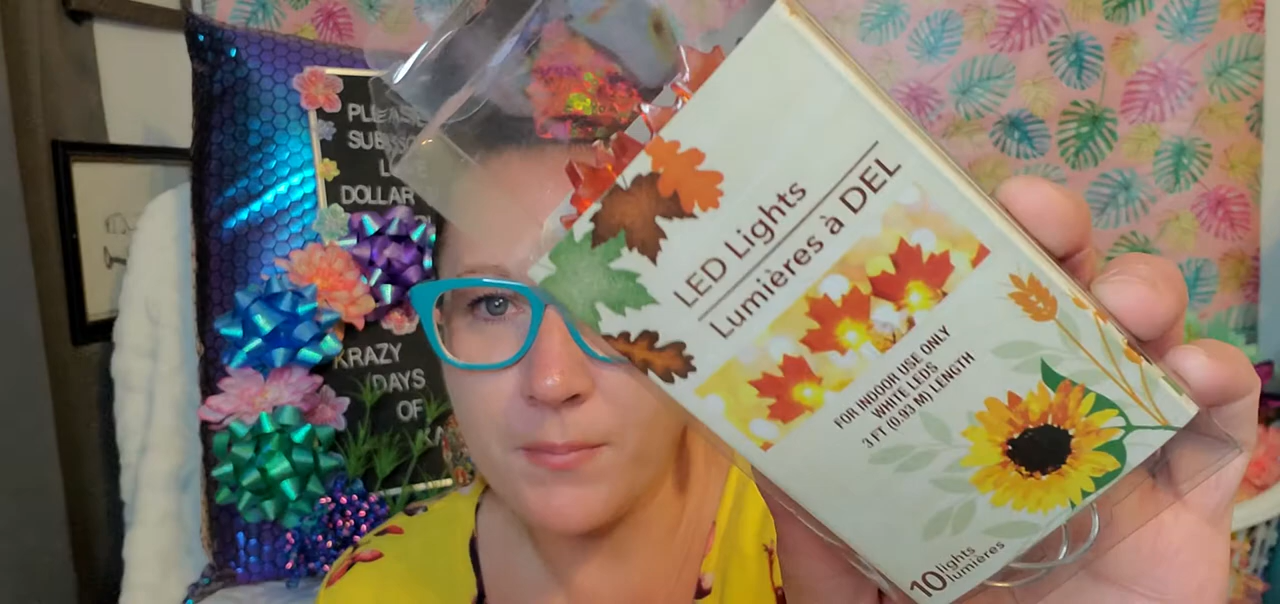 PLEASE
DOLLAR
KRAZY
DAYS
OF
LED Lights
Lumières à DEL
FOR INDOOR USE ONLY
WHITE LEDS
3 FT (0.93 M) LENGTH
10 lights
lumières